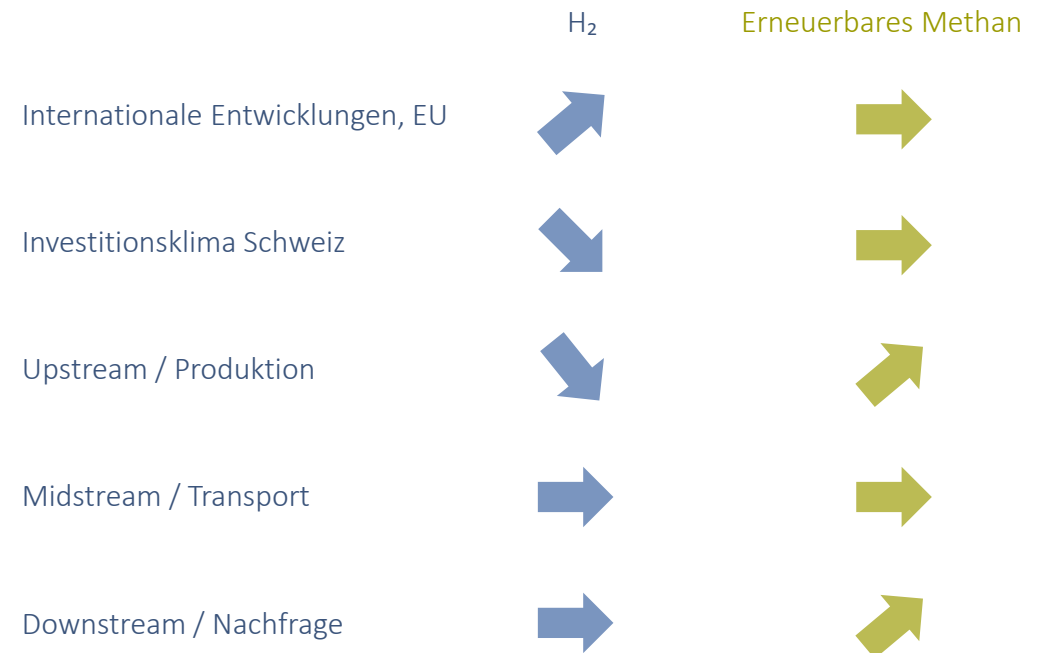 H₂ Erneuerbares Methan
Internationale Entwicklungen, EU
Investitionsklima Schweiz
Upstream / Produktion
Midstream / Transport
Downstream / Nachfrage